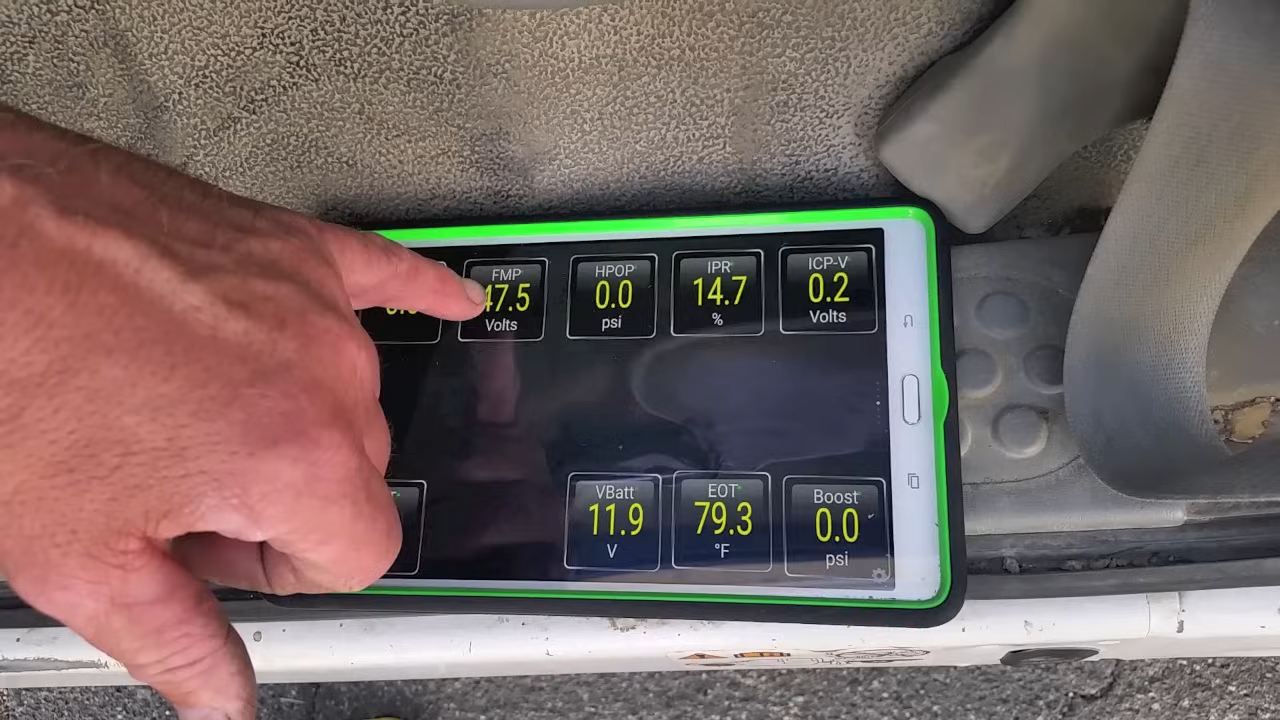 FMP
47.5
Volts
HPOP
0.0
psi
IPR
14.7
%
ICP-V
0.2
Volts
VBatt
11.9
V
EOT
79.3
°F
Boost
0.0
psi